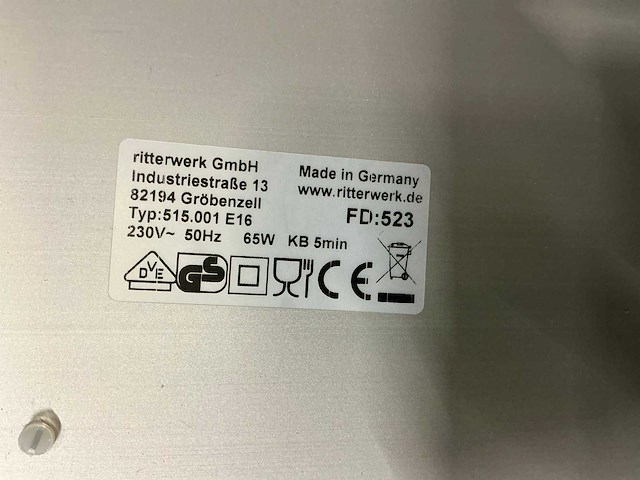 ritterwerk GmbH
Industriestraße 13
82194 Gröbenzell
Typ:515.001 E16
230V~ 50Hz 65W KB 5min
Made in Germany
www.ritterwerk.de
FD:523
DVE
GS
CE